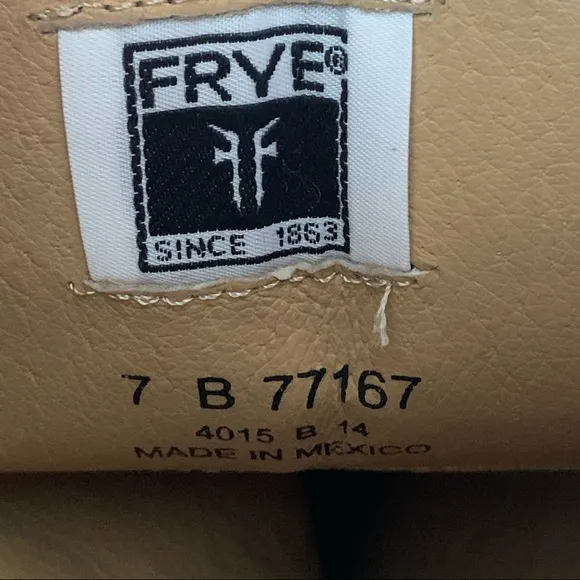 FRYE®
SINCE 1863
7 B 77167
4015 B 14
MADE IN MEXICO